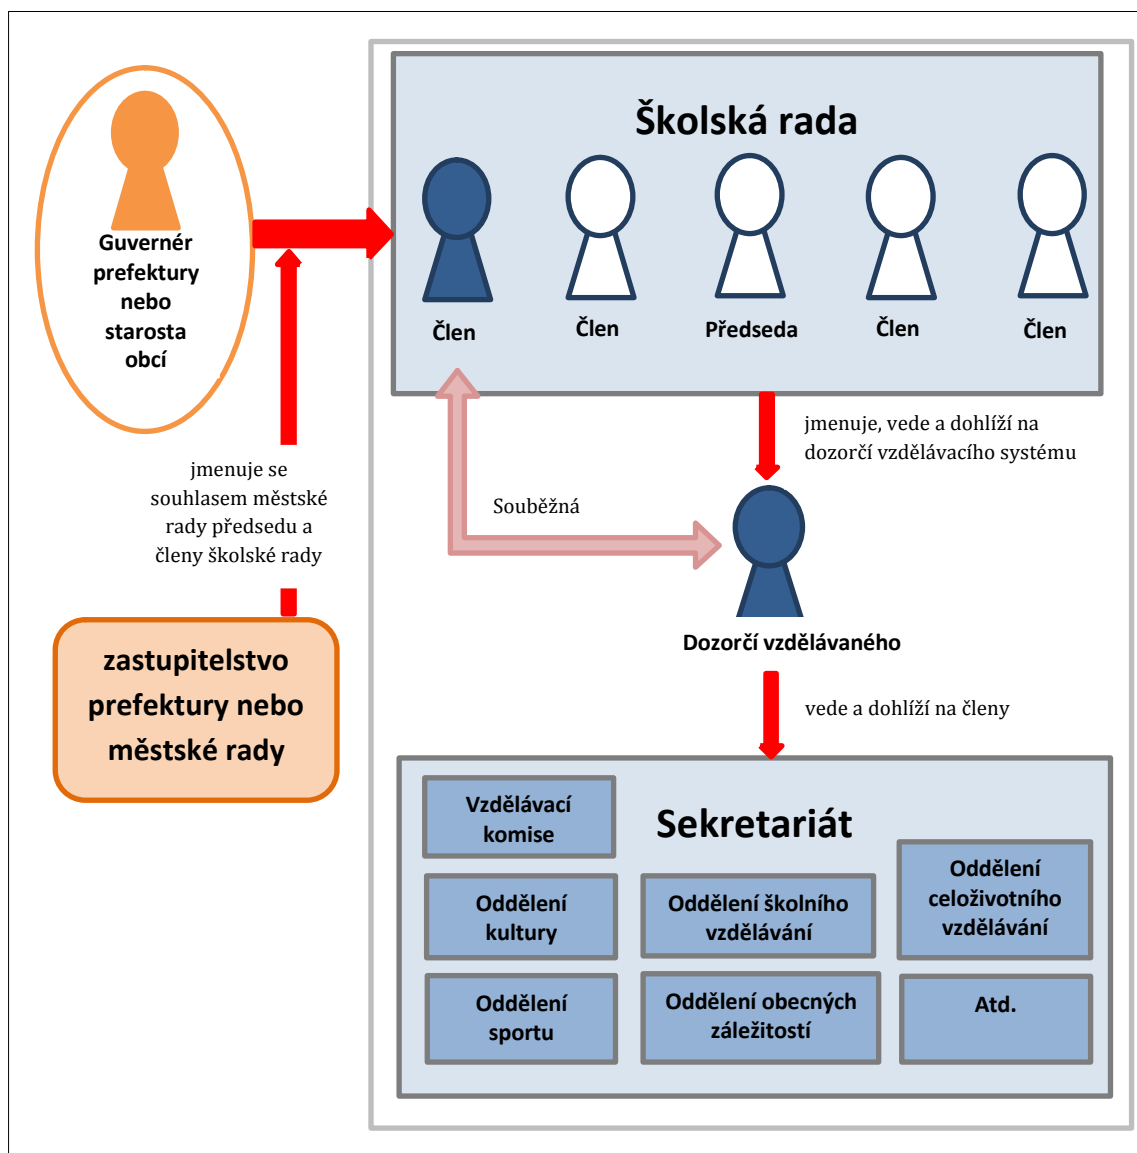 Školská rada
Guvernér
prefektury
nebo
starosta
obcí
Člen
Člen
Předseda
Člen
Člen
jmenuje se
souhlasem městské
rady předsedu a
členy školské rady
jmenuje, vede a dohlíží na
dozorčí vzdělávacího systému
Souběžná
Dozorčí vzdělávaného
zastupitelstvo
prefektury nebo
městské rady
vede a dohlíží na členy
Sekretariát
Vzdělávací
komise
Oddělení
kultury
Oddělení školního
vzdělávání
Oddělení
celoživotního
vzdělávání
Oddělení
sportu
Oddělení obecných
záležitostí
Atd.